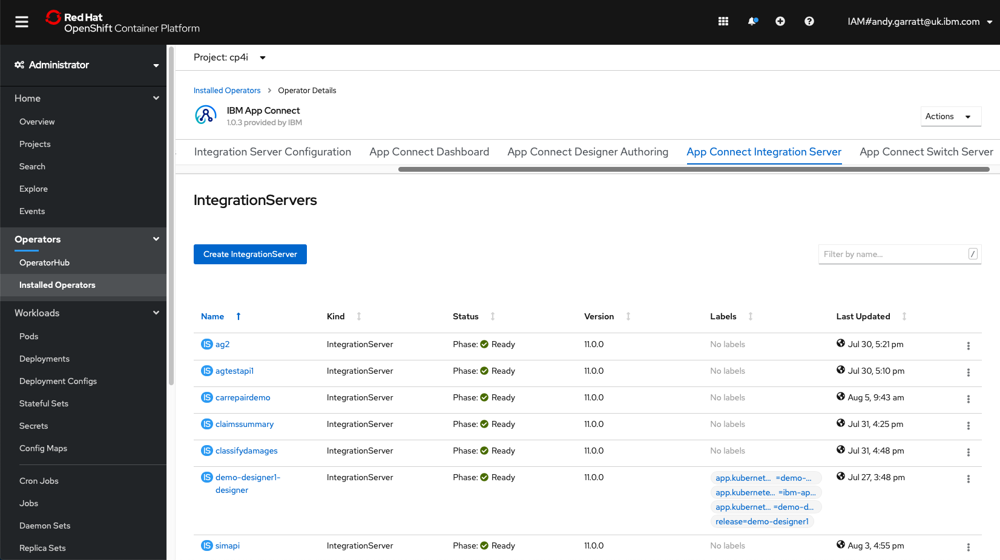 Red Hat
OpenShift Container Platform
IAM#andy.garratt@uk.ibm.com
Administrator
Home
Overview
Projects
Search
Explore
Events
Operators
OperatorHub
Installed Operators
Workloads
Pods
Deployments
Deployment Configs
Stateful Sets
Secrets
Config Maps
Cron Jobs
Jobs
Daemon Sets
Replica Sets
Project: cp4i
Installed Operators > Operator Details
IBM App Connect
1.0.3 provided by IBM
Actions
Integration Server Configuration App Connect Dashboard App Connect Designer Authoring App Connect Integration Server App Connect Switch Server
IntegrationServers
Create IntegrationServer
Filter by name... /
Name Kind Status Version Labels Last Updated
IS ag2 IntegrationServer Phase: Ready 11.0.0 No labels Jul 30, 5:21 pm
IS agtestapi1 IntegrationServer Phase: Ready 11.0.0 No labels Jul 30, 5:10 pm
IS carrepairdemo IntegrationServer Phase: Ready 11.0.0 No labels Aug 5, 9:43 am
IS claimssummary IntegrationServer Phase: Ready 11.0.0 No labels Jul 31, 4:25 pm
IS classifydamages IntegrationServer Phase: Ready 11.0.0 No labels Jul 31, 4:48 pm
IS demo-designer1- IntegrationServer Phase: Ready 11.0.0 app.kubernet... =demo-... Jul 27, 3:48 pm
designer
app.kubernete... =ibm-ap...
app.kubernet... =demo-d...
release=demo-designer1
IS simapi IntegrationServer Phase: Ready 11.0.0 No labels Aug 3, 4:55 pm